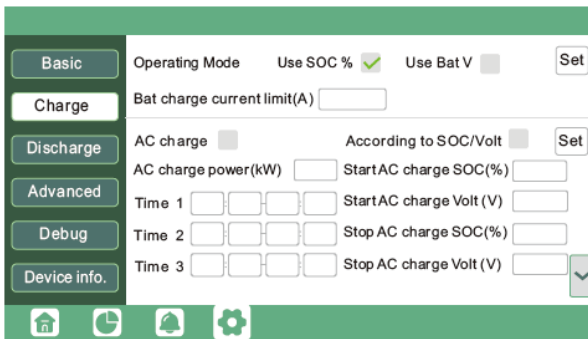 Basic
Charge
Discharge
Advanced
Debug
Device info.
Operating Mode Use SOC % Use Bat V Set
Bat charge current limit(A)
AC charge According to SOC/Volt Set
AC charge power(kW) Start AC charge SOC(%)
Time 1 : - : Start AC charge Volt (V)
Time 2 : - : Stop AC charge SOC(%)
Time 3 : - : Stop AC charge Volt (V)